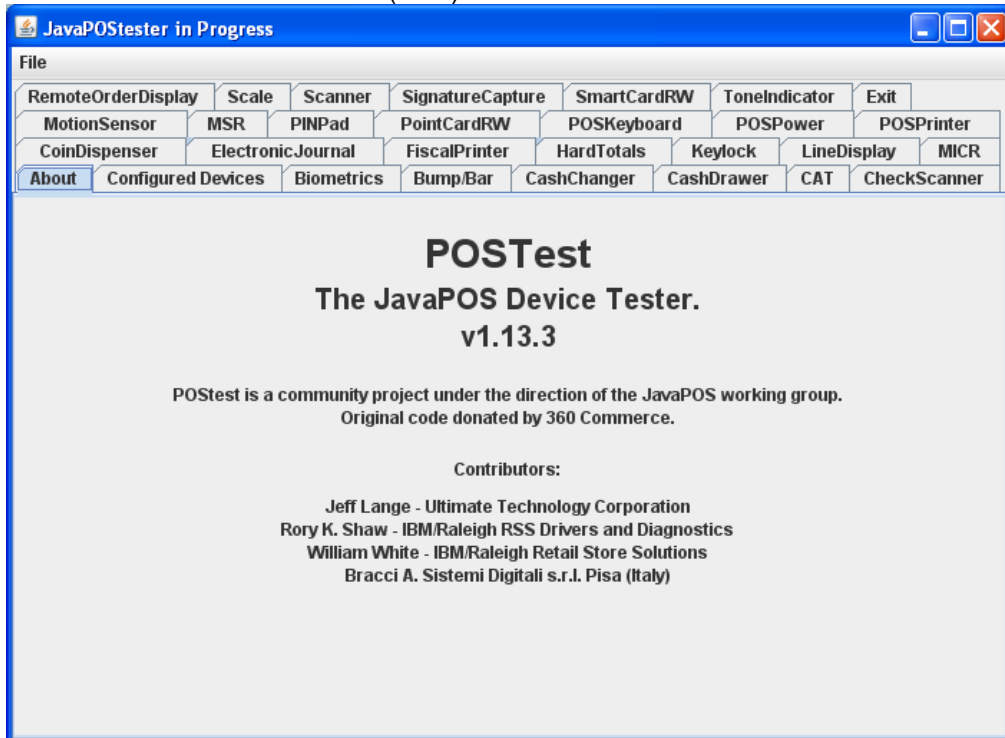 JavaPOStester in Progress
File
RemoteOrderDisplay Scale Scanner SignatureCapture SmartCardRW ToneIndicator Exit
MotionSensor MSR PINPad PointCardRW POSKeyboard POSPower POSPrinter
CoinDispenser ElectronicJournal FiscalPrinter HardTotals Keylock LineDisplay MICR
About Configured Devices Biometrics Bump/Bar CashChanger CashDrawer CAT CheckScanner
POSTest
The JavaPOS Device Tester.
v1.13.3
POStest is a community project under the direction of the JavaPOS working group.
Original code donated by 360 Commerce.
Contributors:
Jeff Lange - Ultimate Technology Corporation
Rory K. Shaw - IBM/Raleigh RSS Drivers and Diagnostics
William White - IBM/Raleigh Retail Store Solutions
Bracci A. Sistemi Digitali s.r.l. Pisa (Italy)